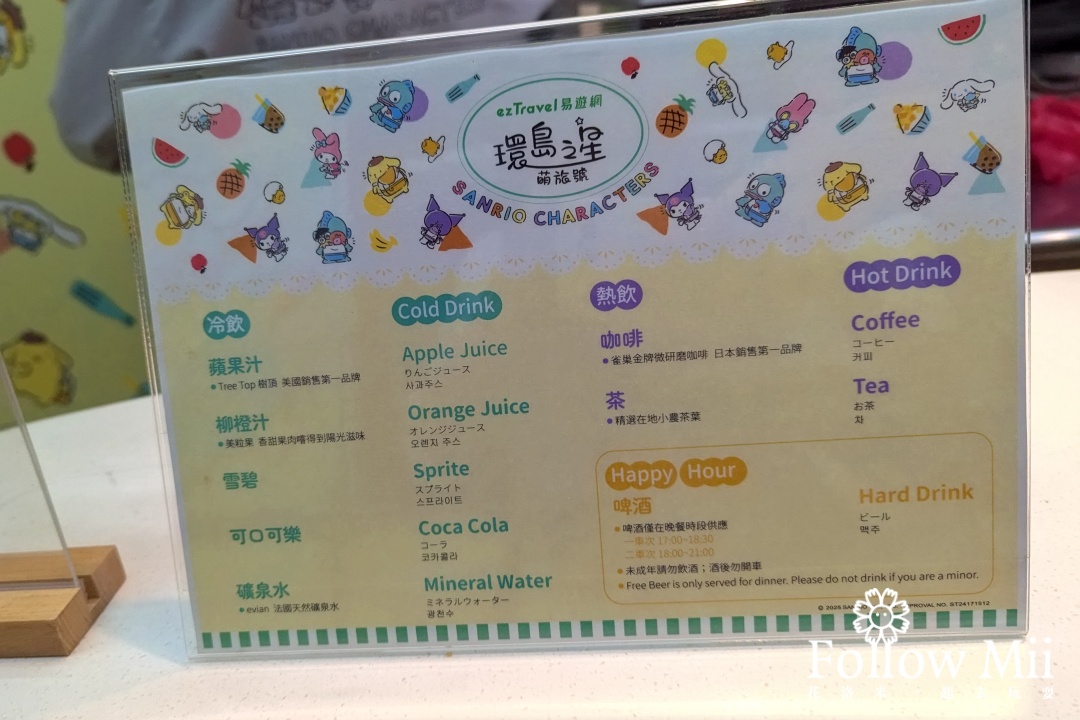 ezTravel易遊網
環島之星
萌旅號
SANRIO CHARACTERS
冷飲
Cold Drink
蘋果汁
• Tree Top 樹頂 美國銷售第一品牌
Apple Juice
りんごジュース
사과주스
柳橙汁
• 美粒果 香甜果肉嚐得到陽光滋味
Orange Juice
オレンジジュース
오렌지 주스
雪碧
Sprite
スプライト
스프라이트
可口可樂
Coca Cola
コーラ
코카콜라
礦泉水
• evian 法國天然礦泉水
Mineral Water
ミネラルウォーター
광천수
熱飲
Hot Drink
咖啡
• 雀巢金牌微研磨咖啡 日本銷售第一品牌
Coffee
コーヒー
커피
茶
• 精選在地小農茶葉
Tea
お茶
차
Happy Hour
啤酒
Hard Drink
ビール
맥주
• 啤酒僅在晚餐時段供應
一車次 17:00~18:30
二車次 18:00~21:00
• 未成年請勿飲酒；酒後勿開車
• Free Beer is only served for dinner. Please do not drink if you are a minor.
© 2025 SAN
PROVAL NO. ST24171512
Follow Mii